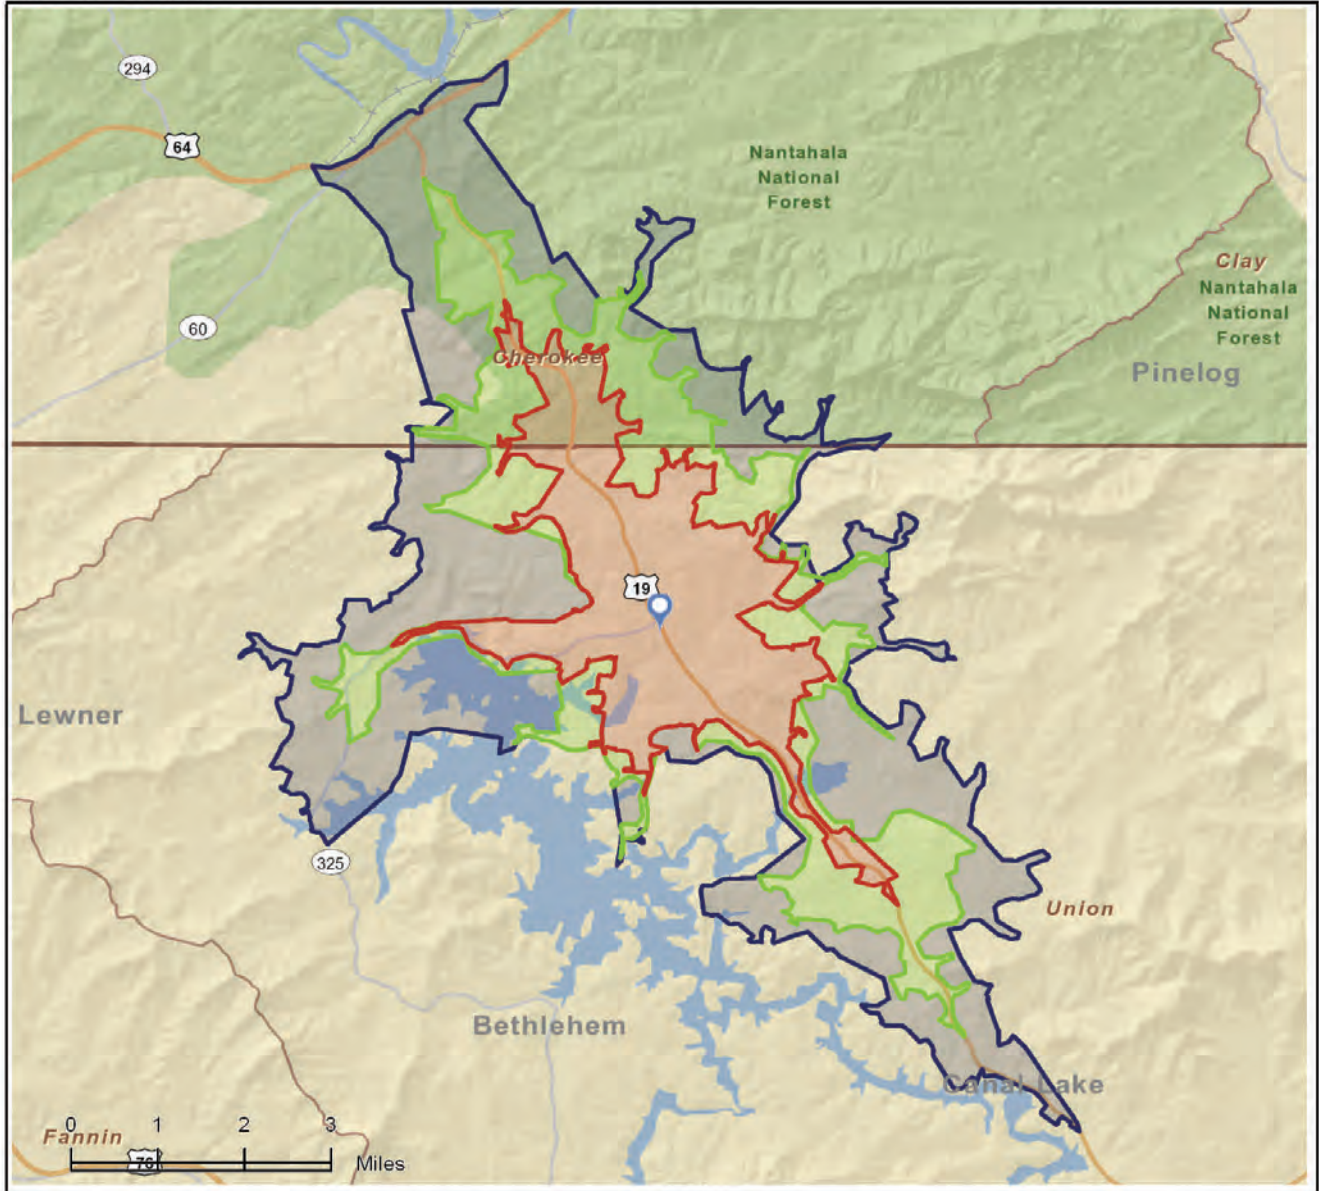 294
64
Nantahala
National
Forest
Clay
Nantahala
National
Forest
60
Cherokee
Pinelog
19
Lewner
325
Union
Bethlehem
Canal Lake
0 1 2 3
Fannin
76
Miles